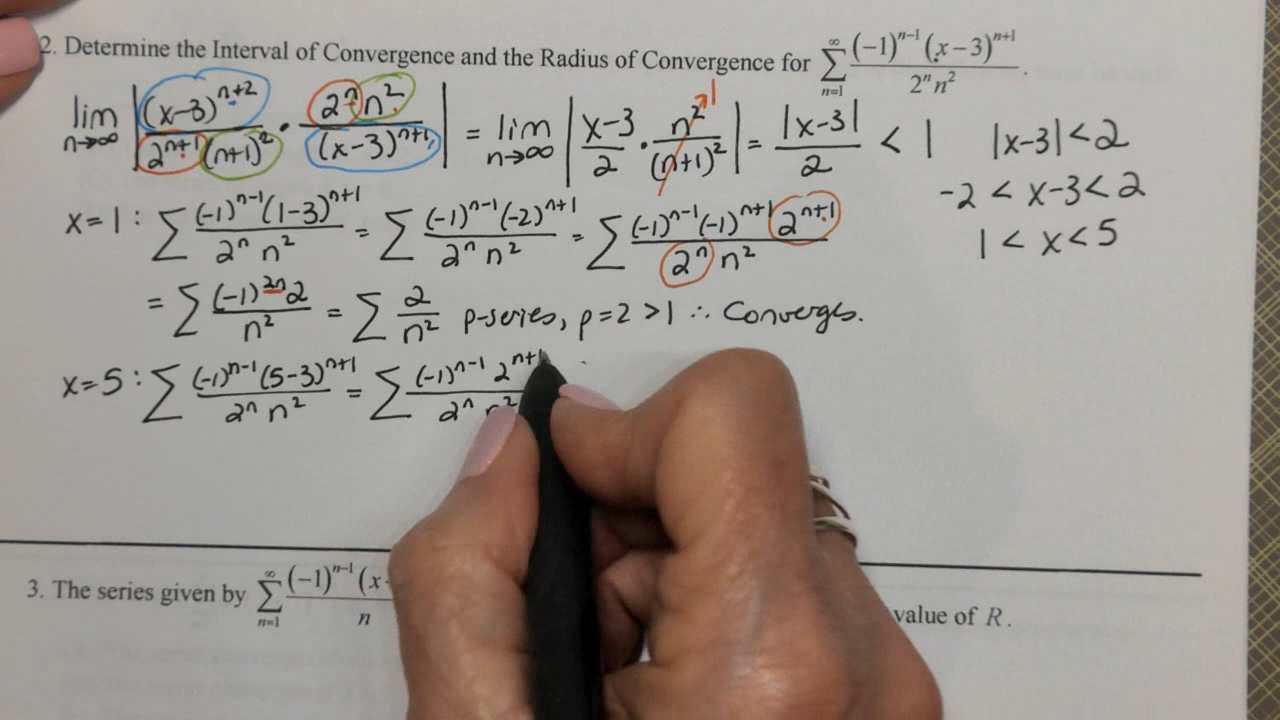 2. Determine the Interval of Convergence and the Radius of Convergence for ∑_{n=1}^{∞} (−1)^{n−1}(x−3)^{n+1} / 2^n n^2.
lim_{n→∞} |(x−3)^{n+2} / 2^{n+1}(n+1)^2 · 2^n n^2 / (x−3)^{n+1}| = lim_{n→∞} |x−3 / 2 · n^2 / (n+1)^2| = |x−3| / 2 < 1 |x−3| < 2
1
−2 < x−3 < 2
x=1 : ∑ (−1)^{n−1}(1−3)^{n+1} / 2^n n^2 = ∑ (−1)^{n−1}(−2)^{n+1} / 2^n n^2 = ∑ (−1)^{n−1}(−1)^{n+1} 2^{n+1} / 2^n n^2
1 < x < 5
= ∑ (−1)^{2n} 2 / n^2 = ∑ 2 / n^2 p-series, p=2 >1 ∴ Converges.
x=5 : ∑ (−1)^{n−1}(5−3)^{n+1} / 2^n n^2 = ∑ (−1)^{n−1} 2^{n+1} / 2^n n^2
3. The series given by ∑_{n=1}^{∞} (−1)^{n−1}(x / n value of R.